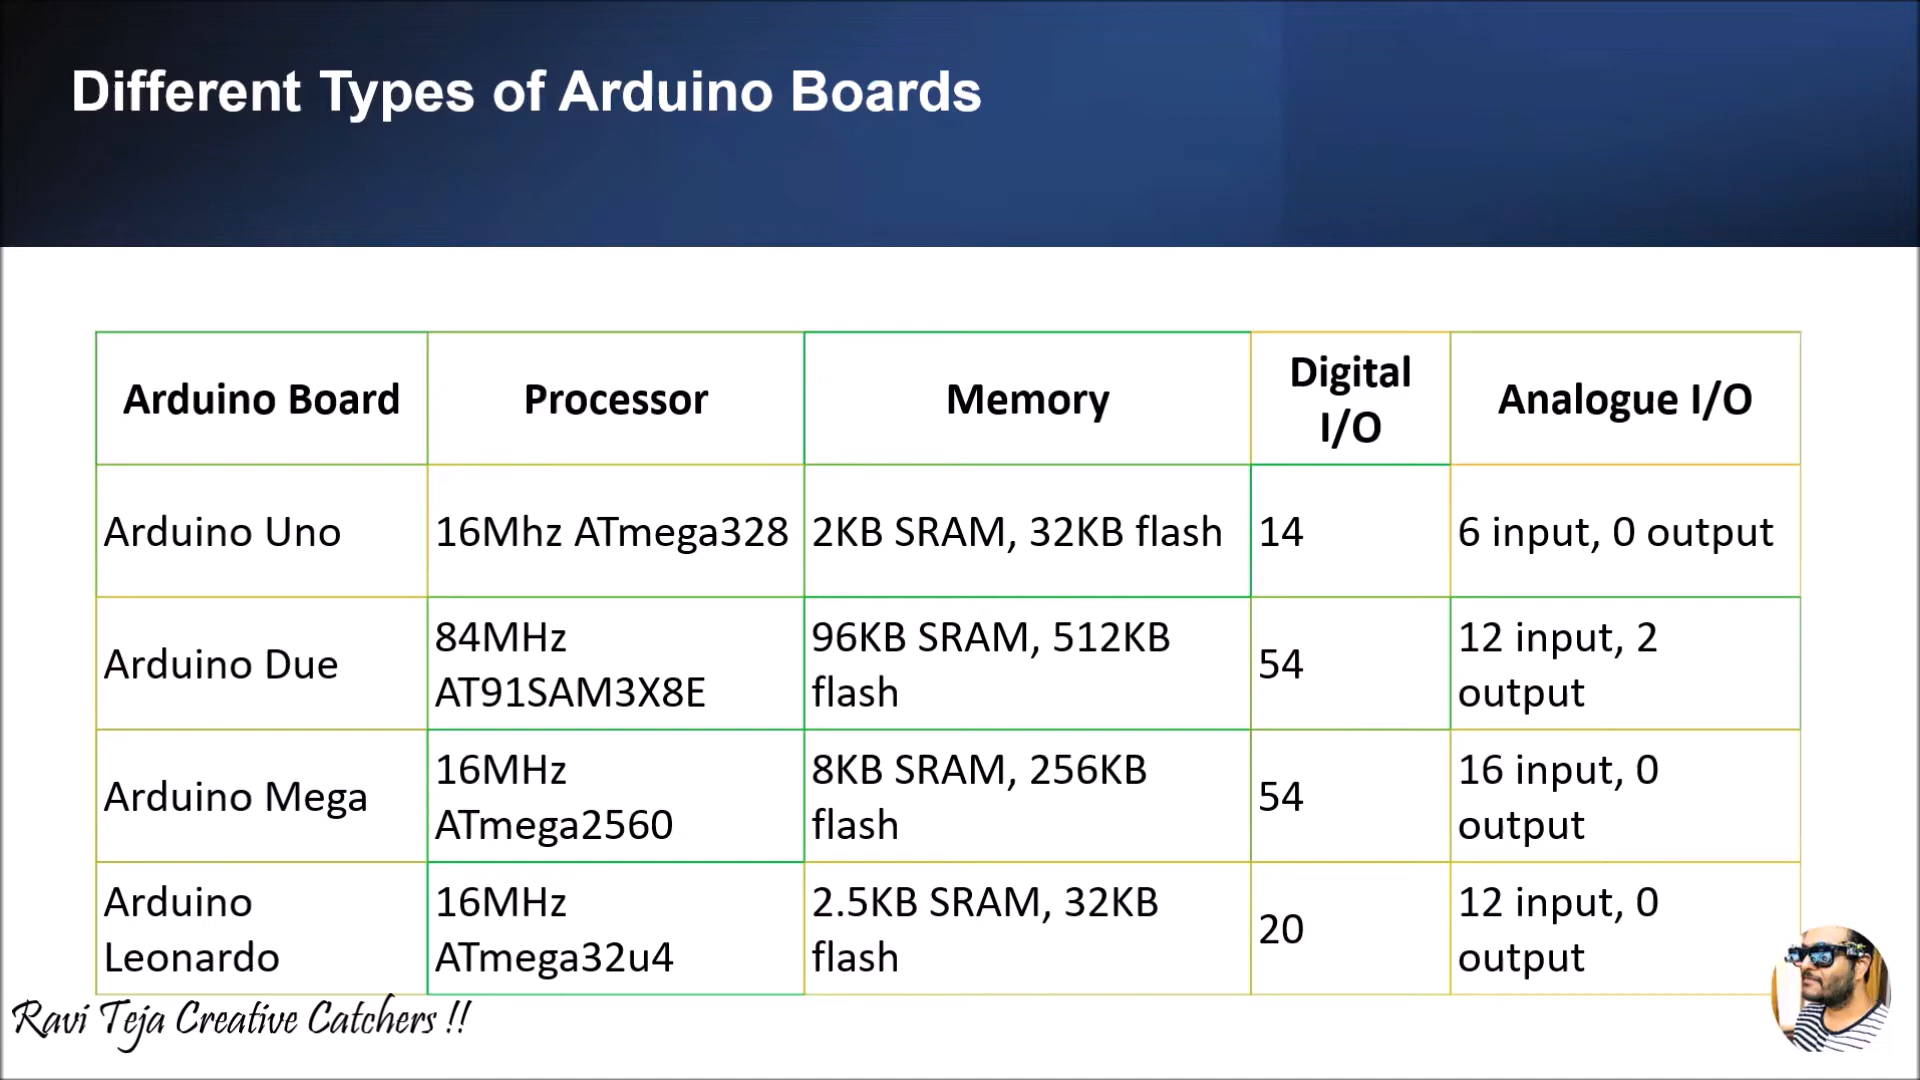 Different Types of Arduino Boards
Arduino Board
Processor
Memory
Digital
I/O
Analogue I/O
Arduino Uno
16Mhz ATmega328
2KB SRAM, 32KB flash
14
6 input, 0 output
Arduino Due
84MHz
AT91SAM3X8E
96KB SRAM, 512KB
flash
54
12 input, 2
output
Arduino Mega
16MHz
ATmega2560
8KB SRAM, 256KB
flash
54
16 input, 0
output
Arduino
Leonardo
16MHz
ATmega32u4
2.5KB SRAM, 32KB
flash
20
12 input, 0
output
Ravi Teja Creative Catchers !!